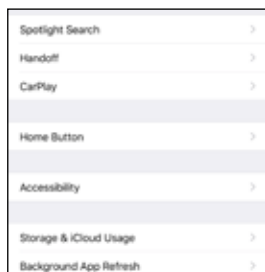 Spotlight Search
Handoff
CarPlay
Home Button
Accessibility
Storage & iCloud Usage
Background App Refresh